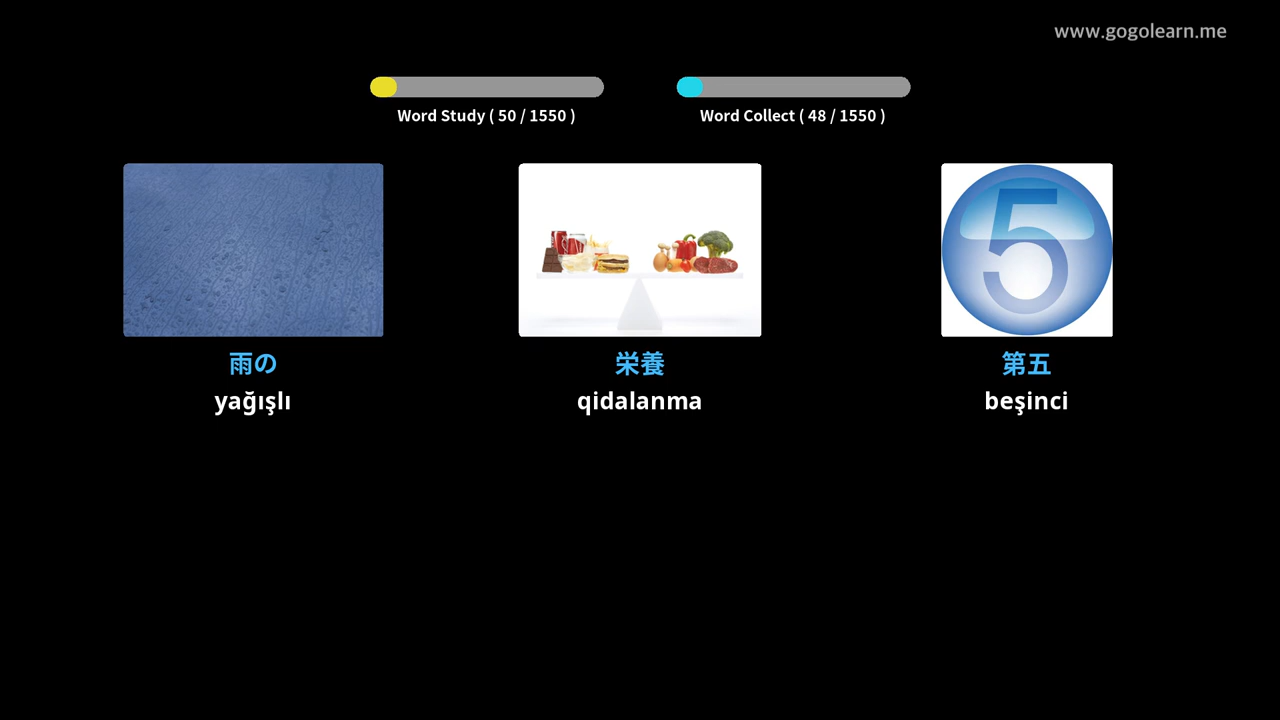 www.gogolearn.me
Word Study ( 50 / 1550 )
Word Collect ( 48 / 1550 )
5
雨の
栄養
第五
yağışlı
qidalanma
beşinci